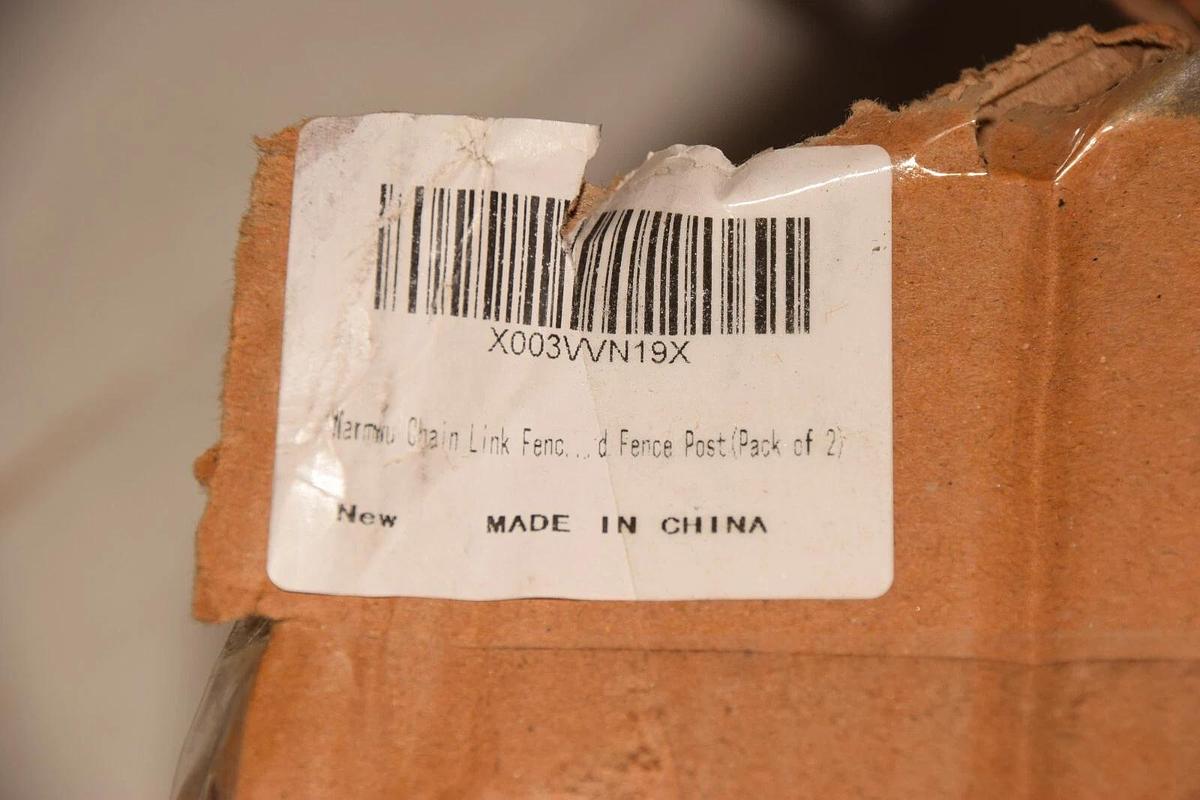 X003VVN19X
Chain Link Fenc...d Fence Post(Pack of 2)
New MADE IN CHINA